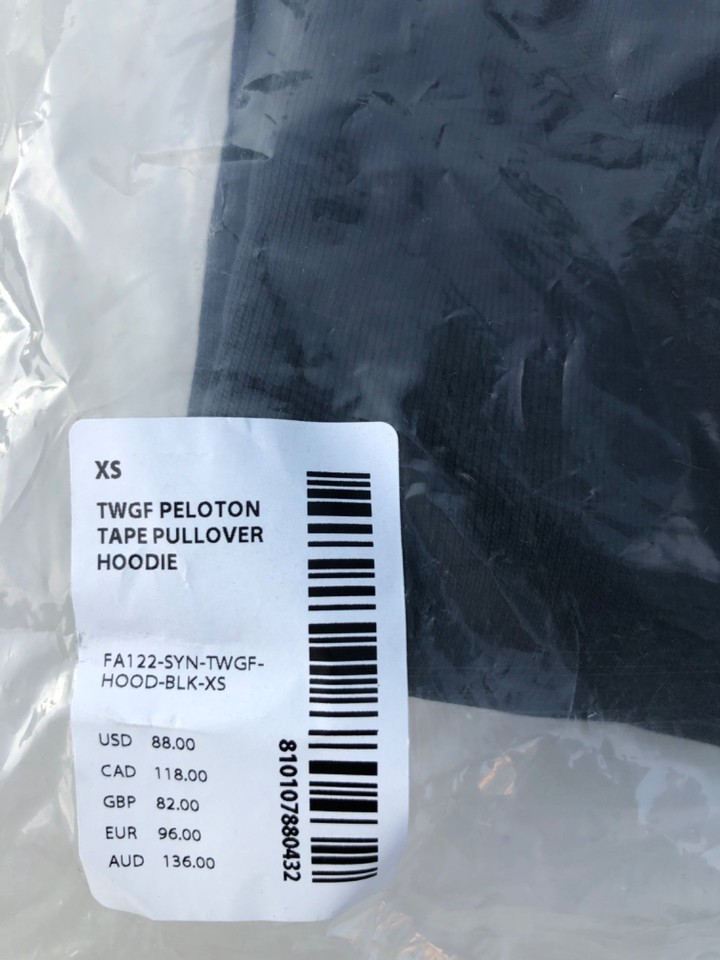 XS
TWGF PELOTON
TAPE PULLOVER
HOODIE
FA122-SYN-TWGF-
HOOD-BLK-XS
USD 88.00
CAD 118.00
GBP 82.00
EUR 96.00
AUD 136.00
810107880432